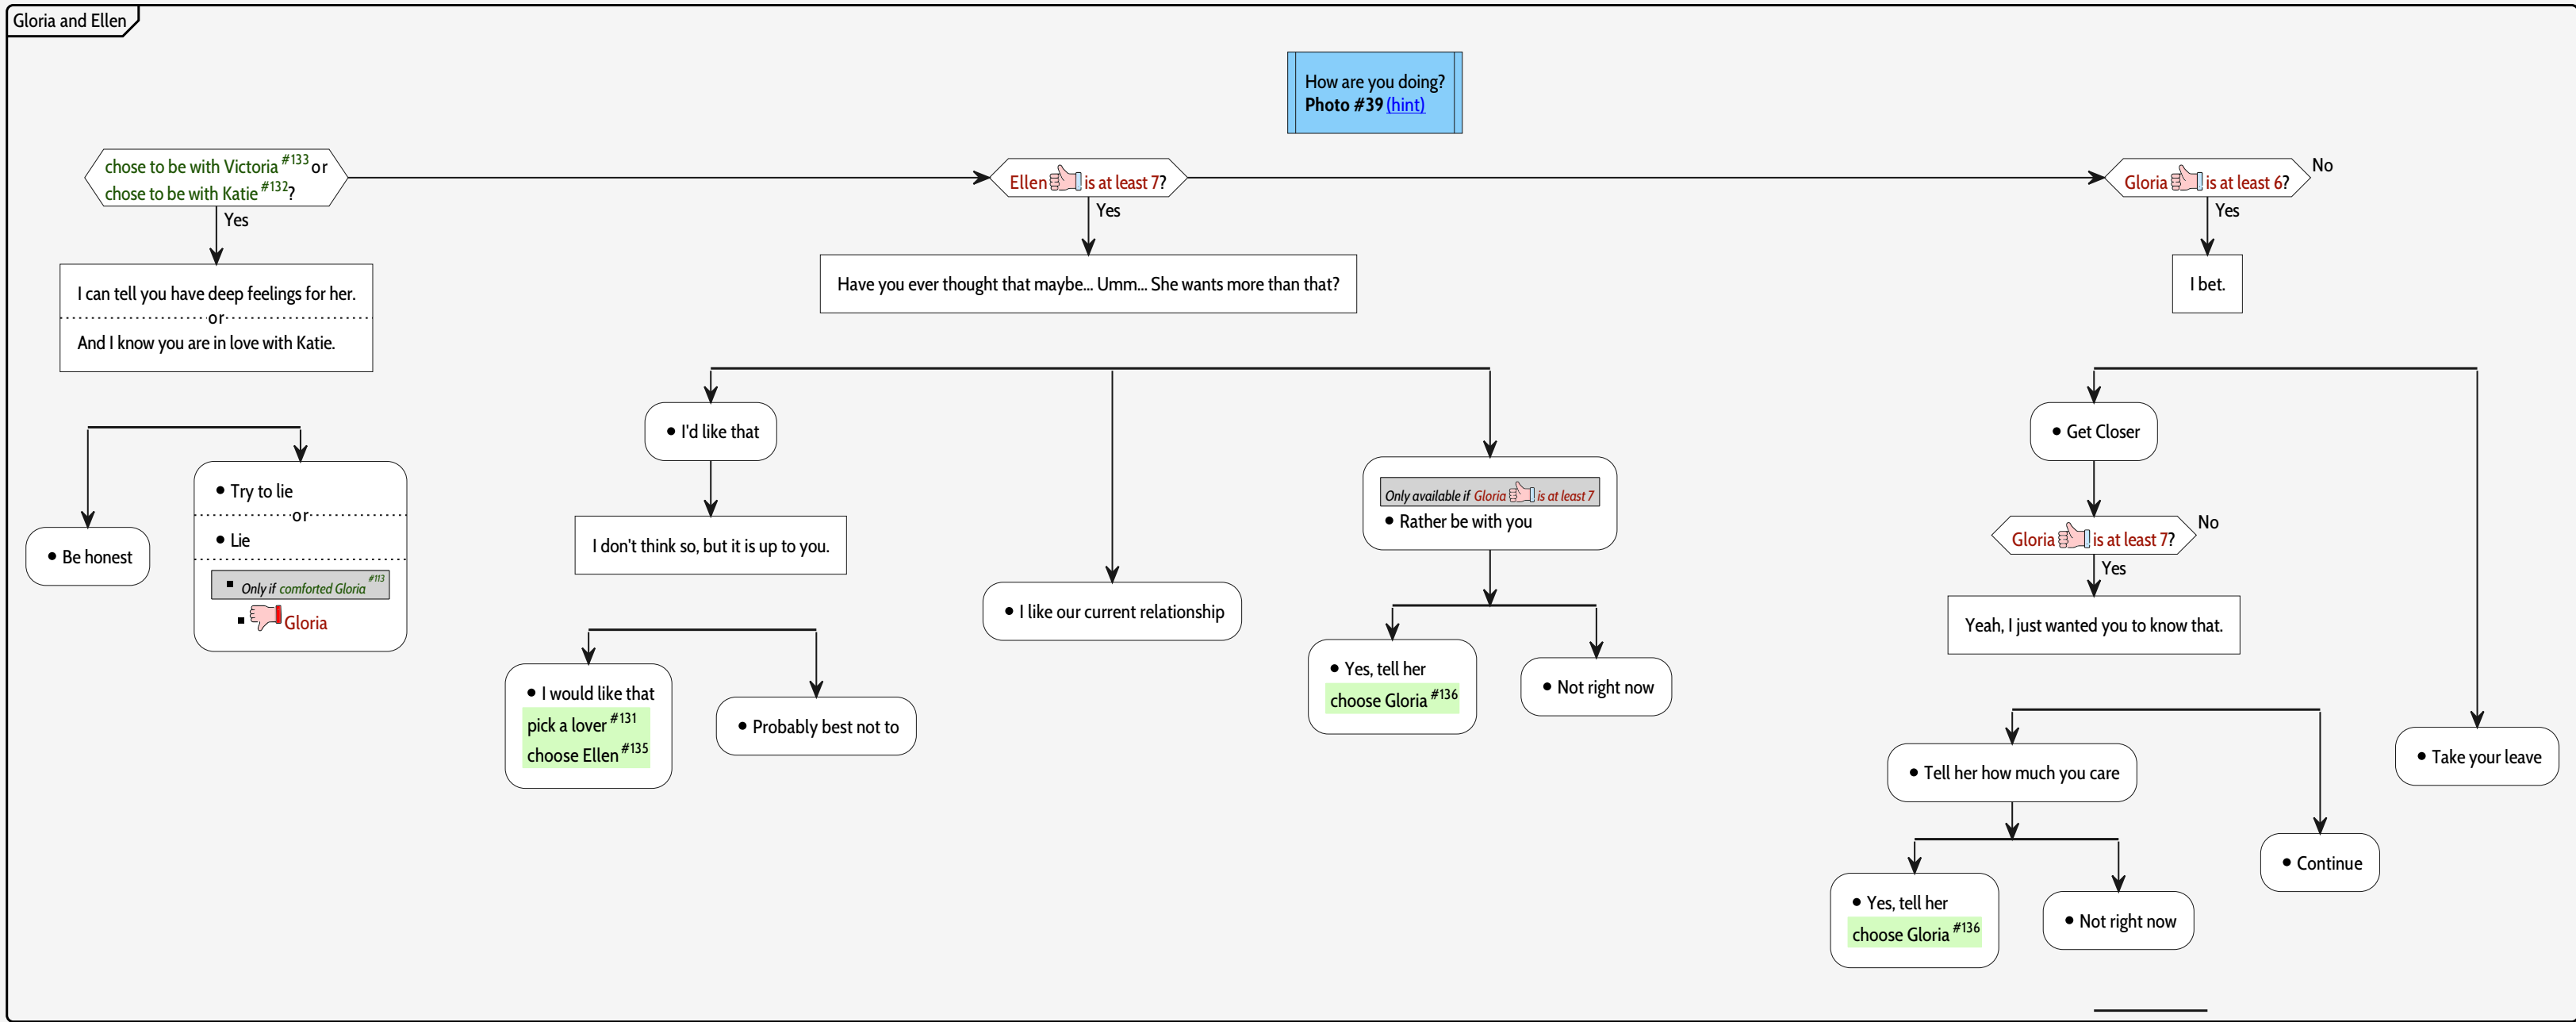 Gloria and Ellen
How are you doing?
Photo #39 (hint)
chose to be with Victoria #133 or
chose to be with Katie #132?
Yes
I can tell you have deep feelings for her.
or
And I know you are in love with Katie.
Be honest
Try to lie
or
Lie
Only if comforted Gloria #113
Gloria
Ellen is at least 7?
Yes
Have you ever thought that maybe... Umm... She wants more than that?
I'd like that
I don't think so, but it is up to you.
I would like that
pick a lover #131
choose Ellen #135
Probably best not to
I like our current relationship
Only available if Gloria is at least 7
Rather be with you
Yes, tell her
choose Gloria #136
Not right now
Gloria is at least 6?
No
Yes
I bet.
Get Closer
Gloria is at least 7?
No
Yes
Yeah, I just wanted you to know that.
Tell her how much you care
Yes, tell her
choose Gloria #136
Not right now
Continue
Take your leave